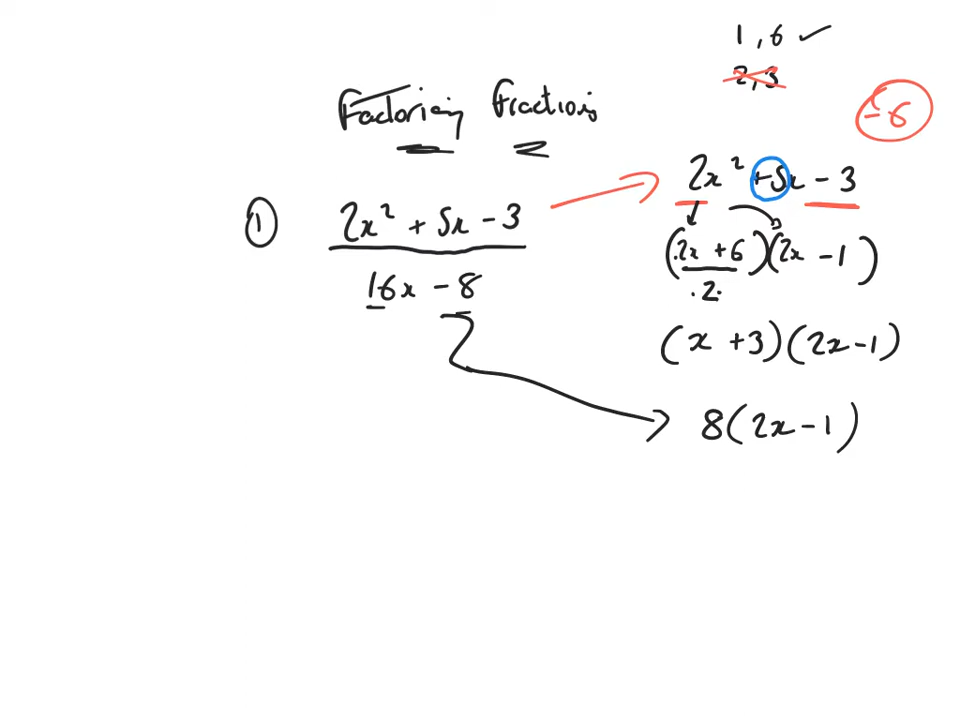 1, 6 ✓
2, 3
Factorising Fractions
-6
① 2x² + 5x - 3
16x - 8
2x² + 5x - 3
(2x + 6)(2x - 1)
.2.
(x + 3)(2x - 1)
8(2x - 1)